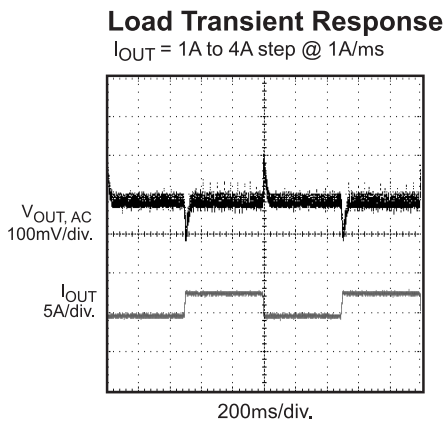 Load Transient Response
IOUT = 1A to 4A step @ 1A/ms
VOUT, AC
100mV/div.
IOUT
5A/div.
200ms/div.